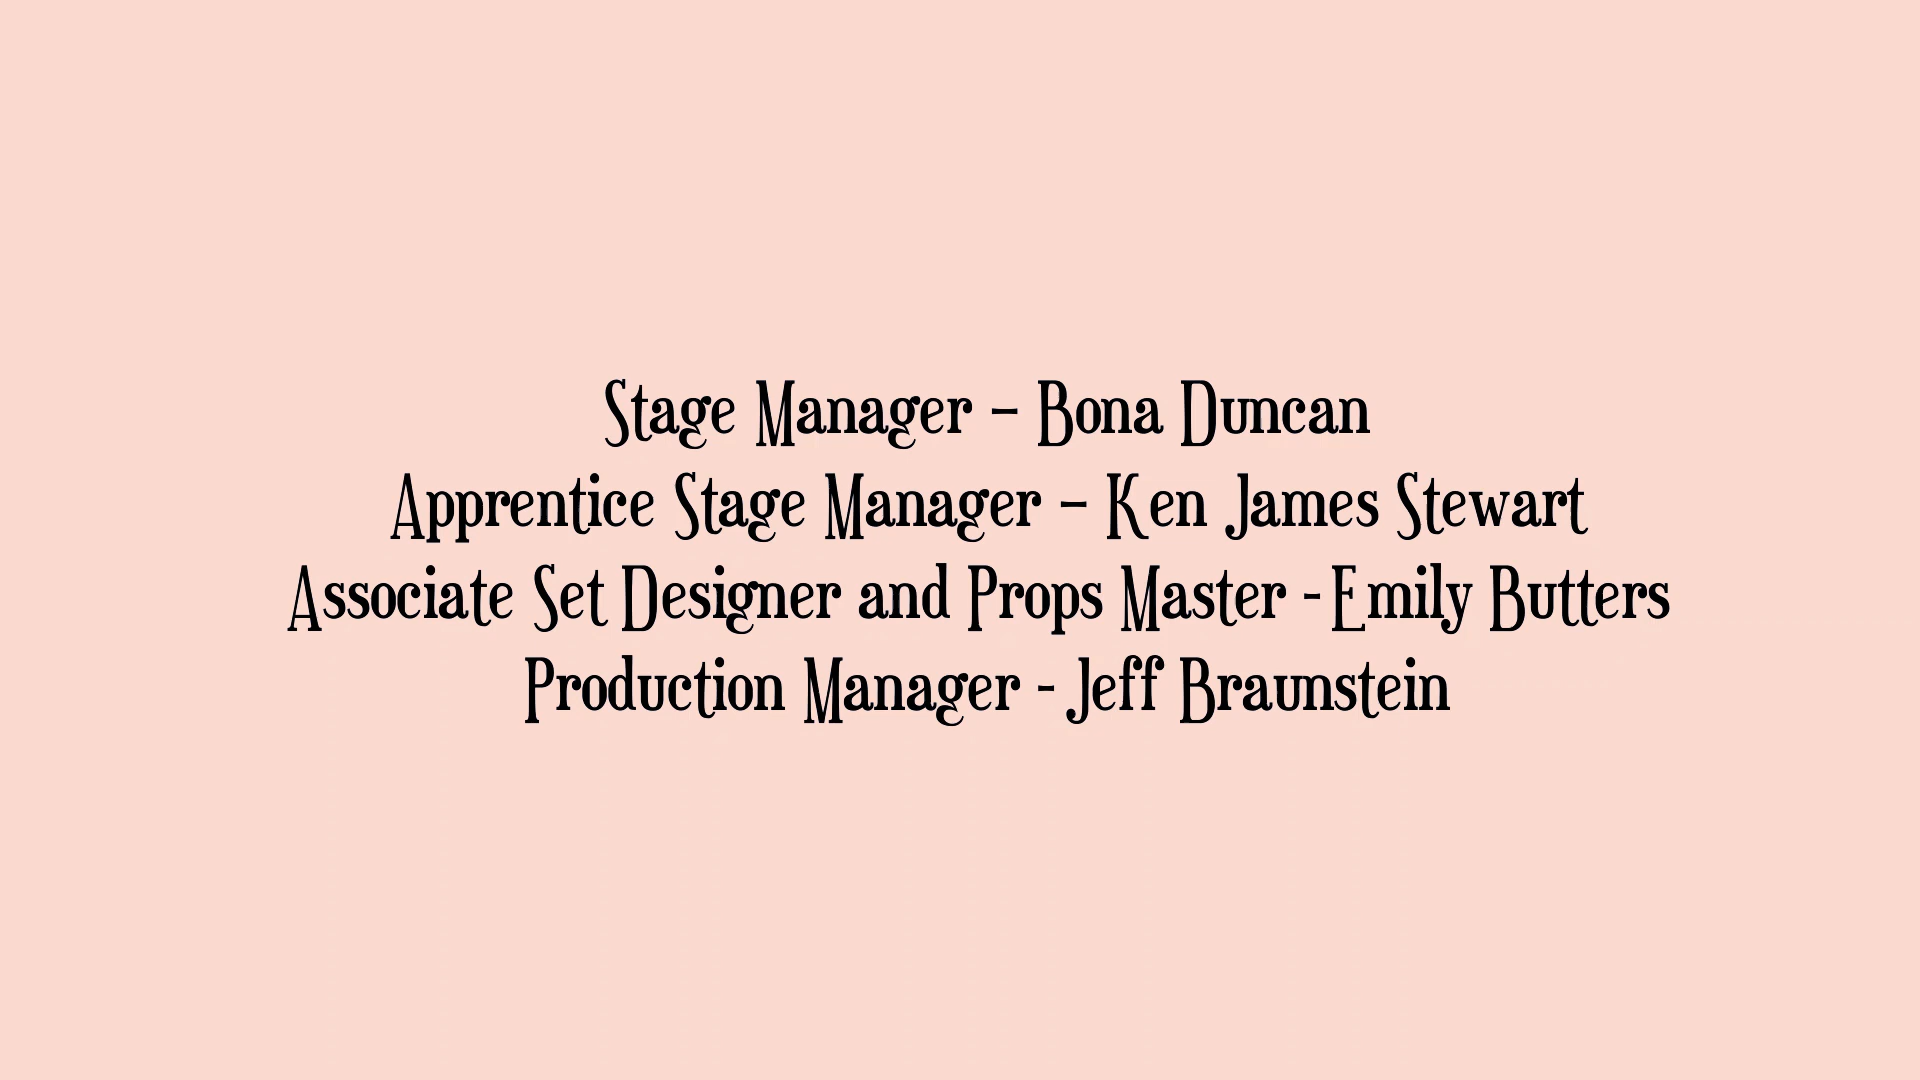 Stage Manager – Bona Duncan
Apprentice Stage Manager – Ken James Stewart
Associate Set Designer and Props Master -Emily Butters
Production Manager - Jeff Braunstein